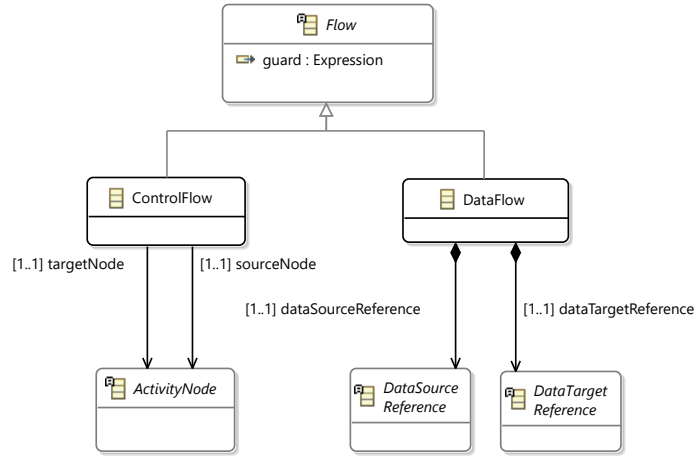 Flow
guard : Expression
ControlFlow
DataFlow
[1..1] targetNode
[1..1] sourceNode
[1..1] dataSourceReference
[1..1] dataTargetReference
ActivityNode
DataSource
Reference
DataTarget
Reference